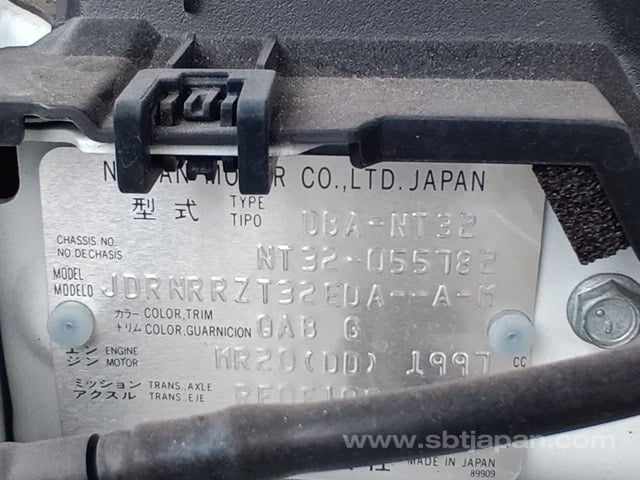 MOTOR CO.,LTD. JAPAN
型式 TYPE TIPO DBA-NT32
CHASSIS NO. NO.DECHASIS NT32-055782
MODEL MODELO JDRNRRZT32EDA--A-M
カラー COLOR,TRIM
トリム COLOR,GUARNICION QAB G
エンジン ENGINE MOTOR MR20(DD) 1997 CC
ミッション TRANS.AXLE
アクスル TRANS.EJE
www.sbtjapan.com
MADE IN JAPAN
89909